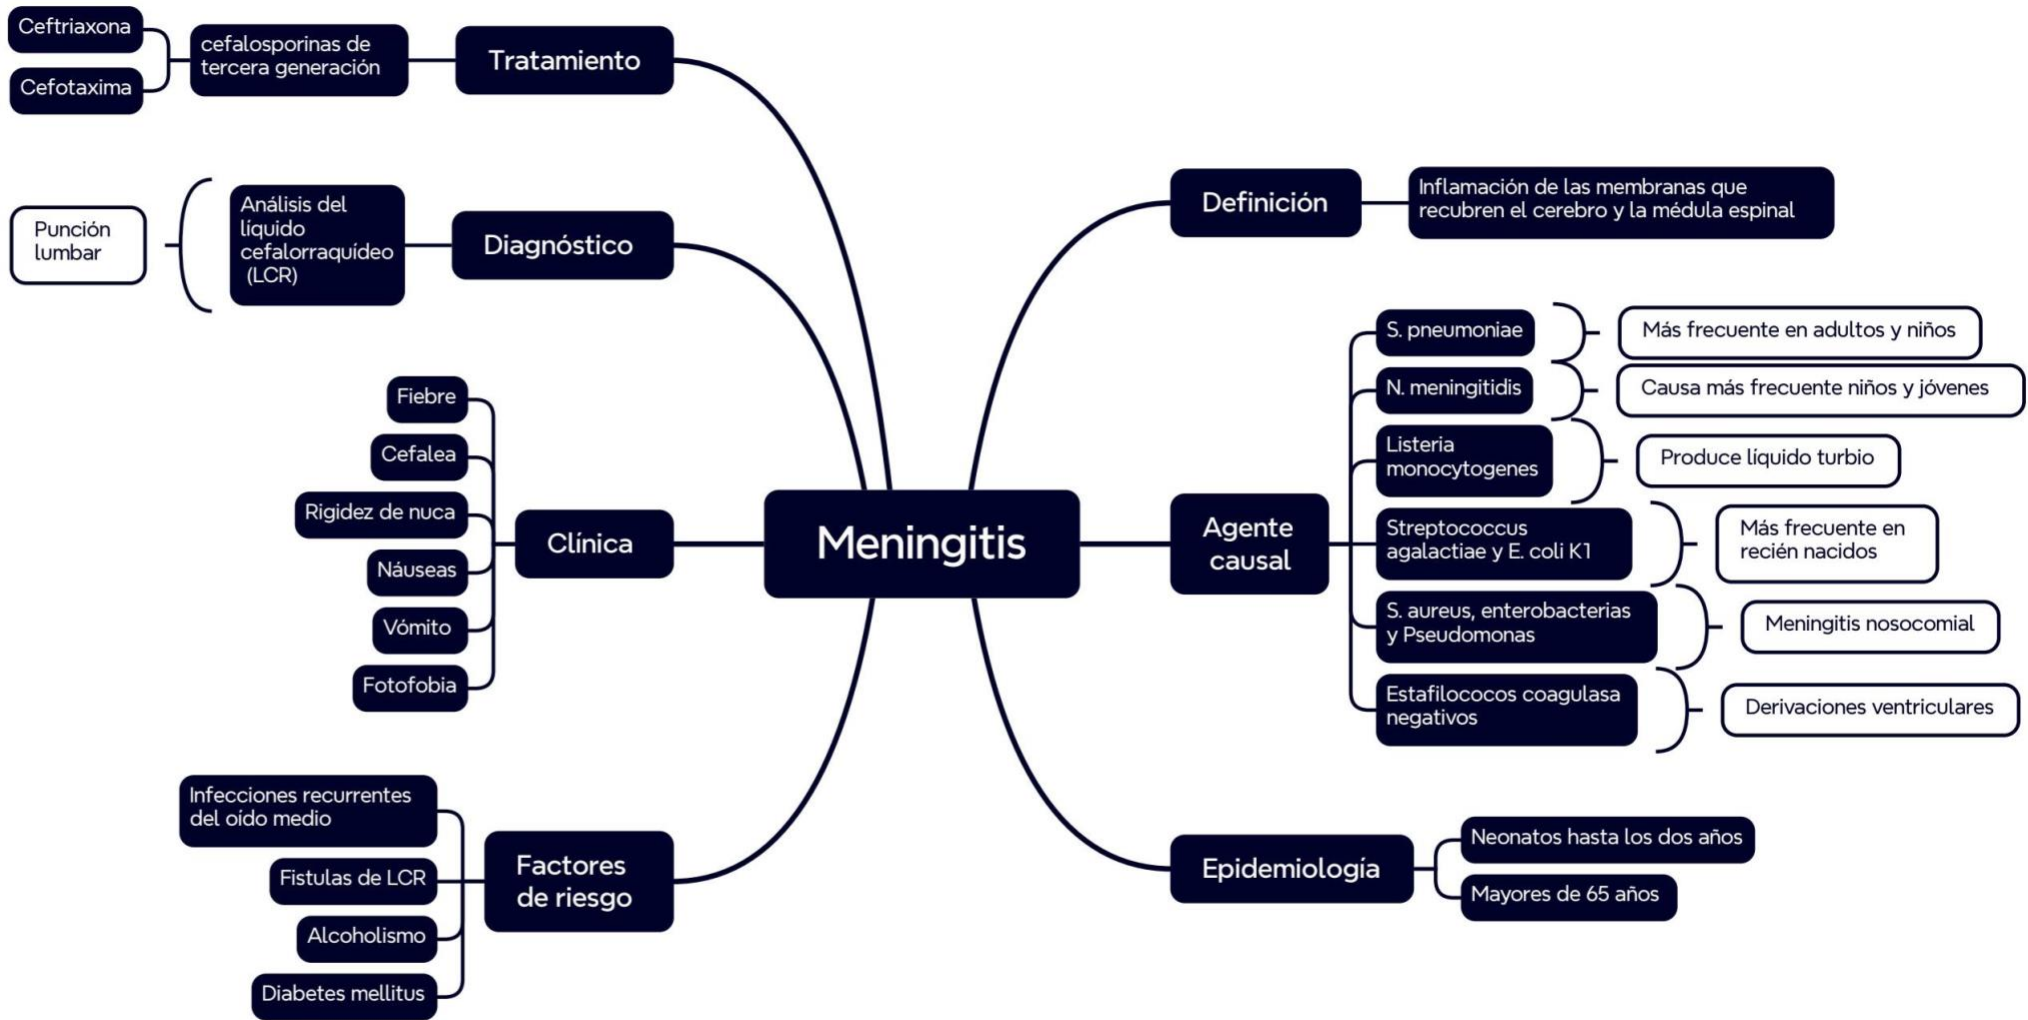 Meningitis
Tratamiento
cefalosporinas de
tercera generación
Ceftriaxona
Cefotaxima
Diagnóstico
Análisis del
líquido
cefalorraquídeo
(LCR)
Punción
lumbar
Clínica
Fiebre
Cefalea
Rigidez de nuca
Náuseas
Vómito
Fotofobia
Factores
de riesgo
Infecciones recurrentes
del oído medio
Fistulas de LCR
Alcoholismo
Diabetes mellitus
Definición
Inflamación de las membranas que
recubren el cerebro y la médula espinal
Agente
causal
S. pneumoniae
Más frecuente en adultos y niños
N. meningitidis
Causa más frecuente niños y jóvenes
Listeria
monocytogenes
Produce líquido turbio
Streptococcus
agalactiae y E. coli K1
Más frecuente en
recién nacidos
S. aureus, enterobacterias
y Pseudomonas
Meningitis nosocomial
Estafilococos coagulasa
negativos
Derivaciones ventriculares
Epidemiología
Neonatos hasta los dos años
Mayores de 65 años